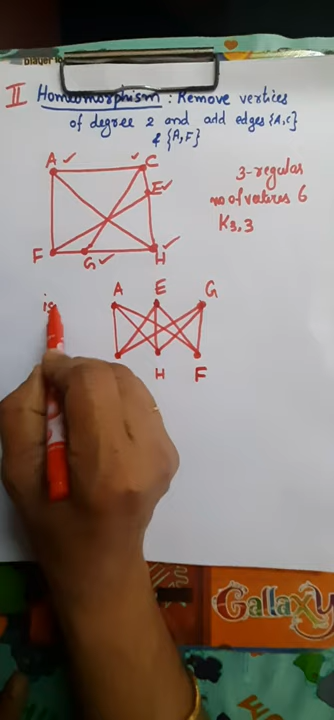 II Homeomorphism : Remove vertices
of degree 2 and add edges {A,C}
& {A,F}
A C
E
F G H
3-regular
no of vertices 6
K3,3
is
A E G
H F
Gallaxy